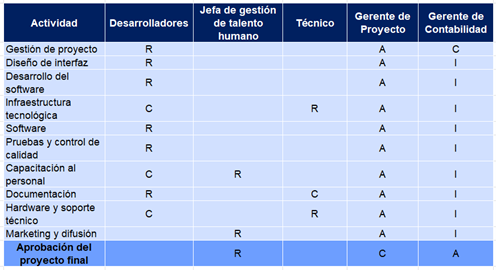 Actividad Desarrolladores Jefa de gestión de talento humano Técnico Gerente de Proyecto Gerente de Contabilidad
Gestión de proyecto R A C
Diseño de interfaz R A I
Desarrollo del software R A I
Infraestructura tecnológica C R A I
Software R A I
Pruebas y control de calidad R A I
Capacitación al personal C R A I
Documentación R C A I
Hardware y soporte técnico C R A I
Marketing y difusión R A I
Aprobación del proyecto final R C A